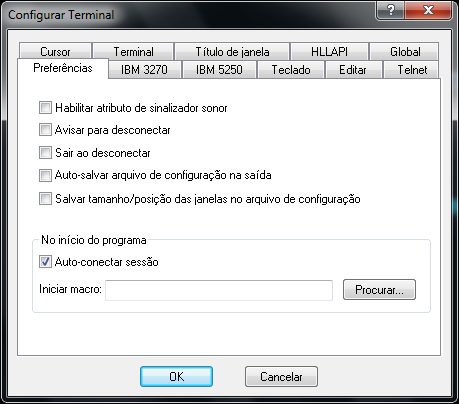 Configurar Terminal
Cursor Terminal Título de janela HLLAPI Global
Preferências IBM 3270 IBM 5250 Teclado Editar Telnet
Habilitar atributo de sinalizador sonor
Avisar para desconectar
Sair ao desconectar
Auto-salvar arquivo de configuração na saída
Salvar tamanho/posição das janelas no arquivo de configuração
No início do programa
Auto-conectar sessão
Iniciar macro: Procurar...
OK Cancelar